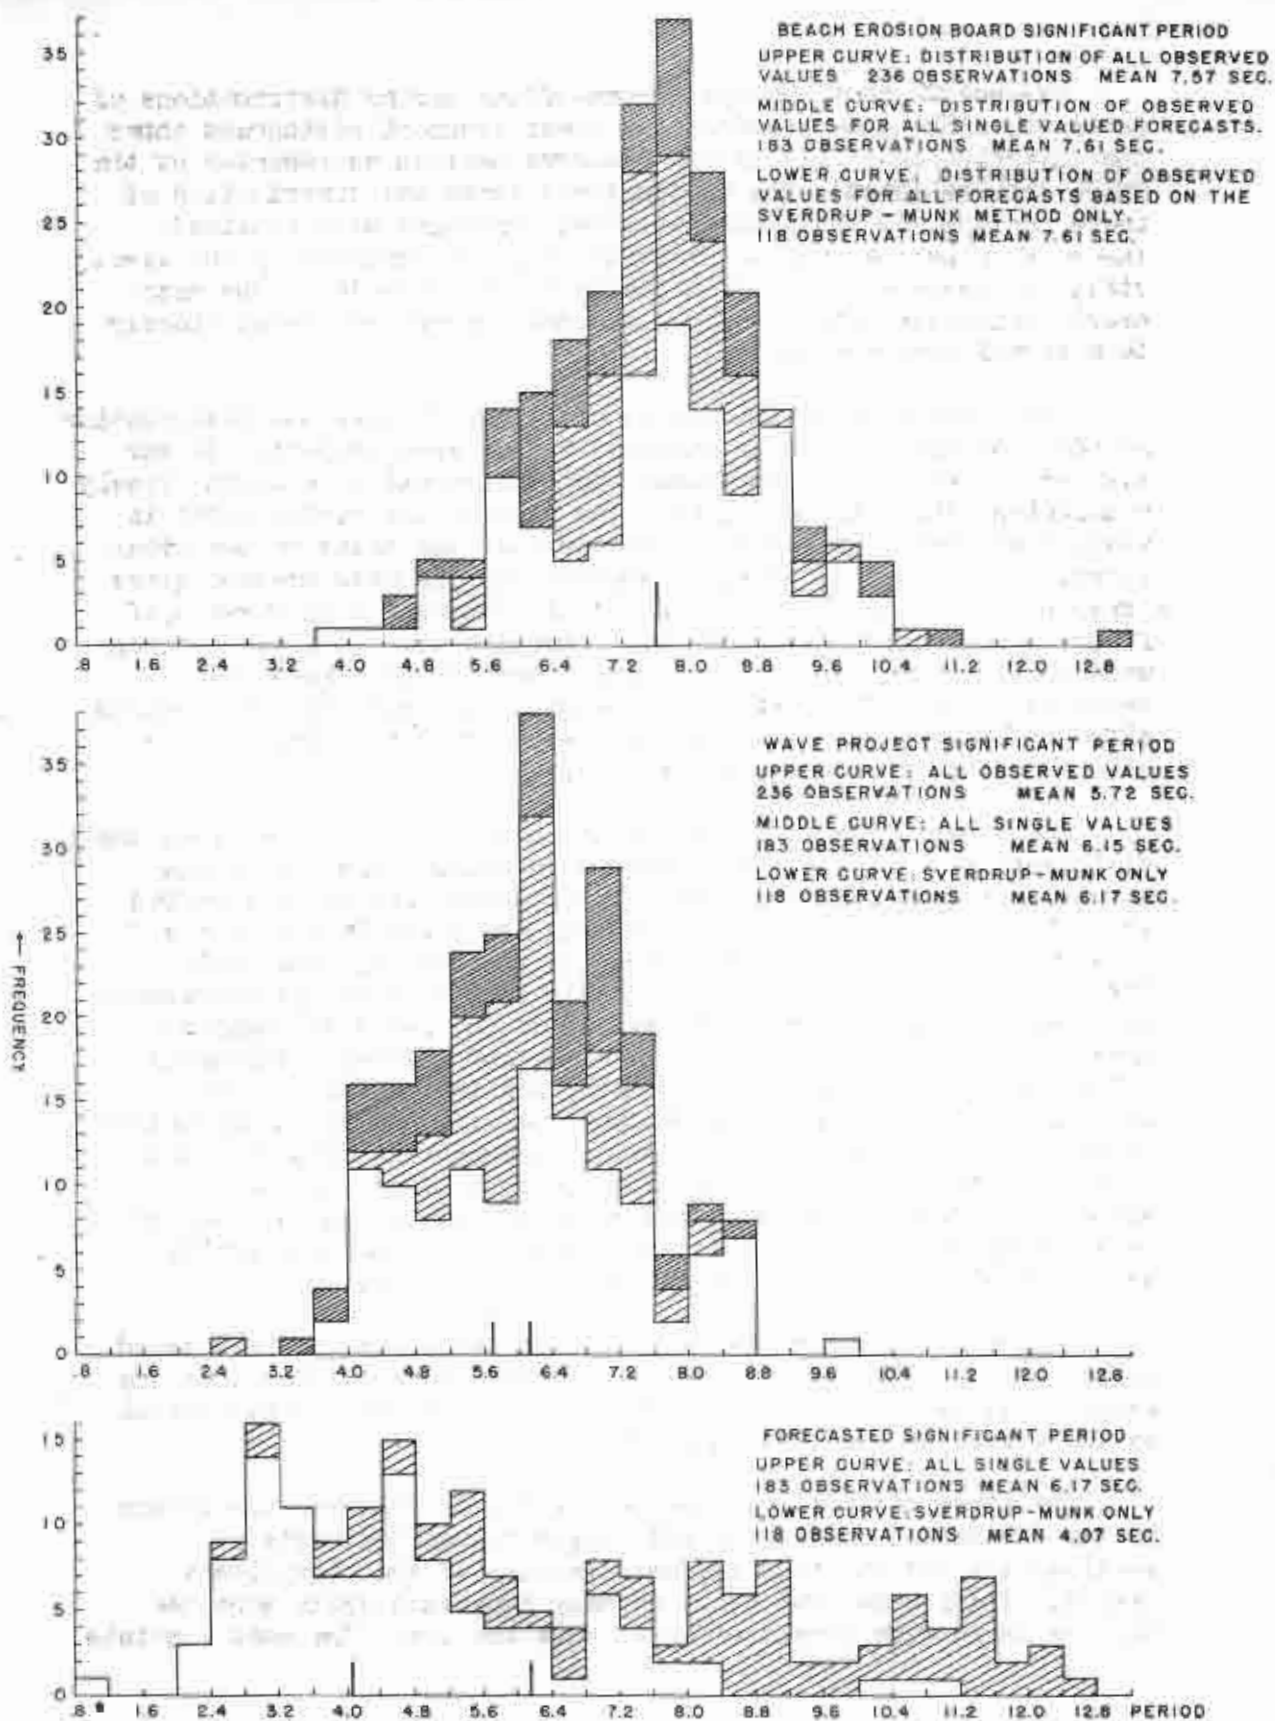 BEACH EROSION BOARD SIGNIFICANT PERIOD
UPPER CURVE: DISTRIBUTION OF ALL OBSERVED
VALUES 236 OBSERVATIONS MEAN 7.57 SEC.
MIDDLE CURVE: DISTRIBUTION OF OBSERVED
VALUES FOR ALL SINGLE VALUED FORECASTS.
183 OBSERVATIONS MEAN 7.61 SEC.
LOWER CURVE: DISTRIBUTION OF OBSERVED
VALUES FOR ALL FORECASTS BASED ON THE
SVERDRUP - MUNK METHOD ONLY.
118 OBSERVATIONS MEAN 7.61 SEC.
35
30
25
20
15
10
5
0
.8 1.6 2.4 3.2 4.0 4.8 5.6 6.4 7.2 8.0 8.8 9.6 10.4 11.2 12.0 12.8
WAVE PROJECT SIGNIFICANT PERIOD
UPPER CURVE: ALL OBSERVED VALUES
236 OBSERVATIONS MEAN 5.72 SEC.
MIDDLE CURVE: ALL SINGLE VALUES
183 OBSERVATIONS MEAN 6.15 SEC.
LOWER CURVE: SVERDRUP-MUNK ONLY
118 OBSERVATIONS MEAN 6.17 SEC.
35
30
25
20
15
10
5
0
← FREQUENCY
.8 1.6 2.4 3.2 4.0 4.8 5.6 6.4 7.2 8.0 8.8 9.6 10.4 11.2 12.0 12.8
FORECASTED SIGNIFICANT PERIOD
UPPER CURVE: ALL SINGLE VALUES
183 OBSERVATIONS MEAN 6.17 SEC.
LOWER CURVE: SVERDRUP-MUNK ONLY
118 OBSERVATIONS MEAN 4.07 SEC.
15
10
5
0
.8 1.6 2.4 3.2 4.0 4.8 5.6 6.4 7.2 8.0 8.8 9.6 10.4 11.2 12.0 12.8 PERIOD